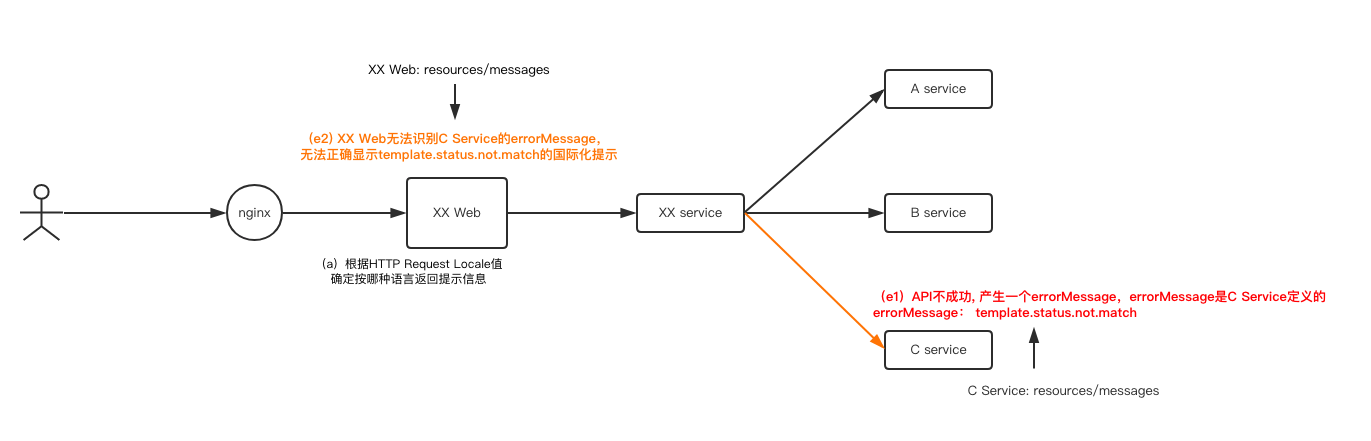 XX Web: resources/messages
A service
（e2) XX Web无法识别C Service的errorMessage，
无法正确显示template.status.not.match的国际化提示
nginx
XX Web
XX service
B service
（a）根据HTTP Request Locale值
确定按哪种语言返回提示信息
（e1）API不成功, 产生一个errorMessage，errorMessage是C Service定义的
errorMessage： template.status.not.match
C service
C Service: resources/messages